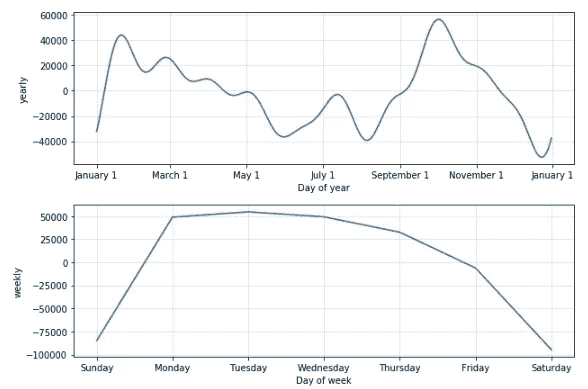 60000
40000
20000
0
−20000
−40000
yearly
January 1 March 1 May 1 July 1 September 1 November 1 January 1
Day of year
50000
25000
0
−25000
−50000
−75000
−100000
weekly
Sunday Monday Tuesday Wednesday Thursday Friday Saturday
Day of week